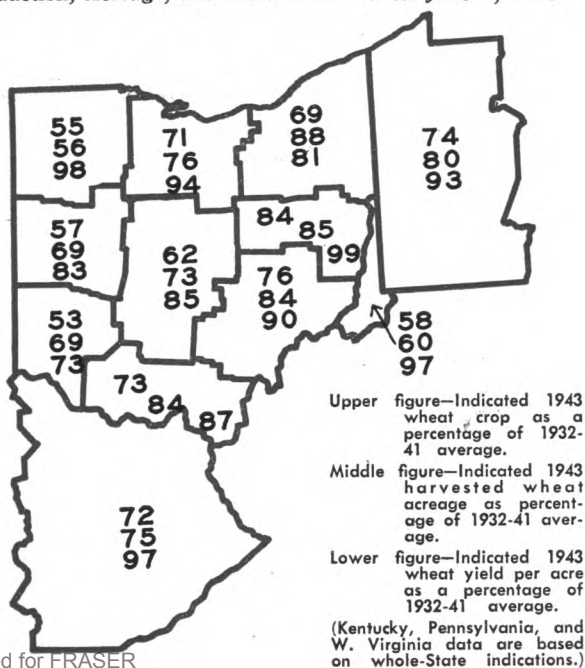 55
56
98
71
76
94
69
88
81
74
80
93
57
69
83
62
73
85
84
85
99
76
84
90
53
69
73
73
84
87
58
60
97
72
75
97
Upper figure—Indicated 1943
wheat crop as a
percentage of 1932-
41 average.
Middle figure—Indicated 1943
harvested wheat
acreage as percent-
age of 1932-41 aver-
age.
Lower figure—Indicated 1943
wheat yield per acre
as a percentage of
1932-41 average.
(Kentucky, Pennsylvania, and
W. Virginia data are based
on whole-State indications.)
d for FRASER